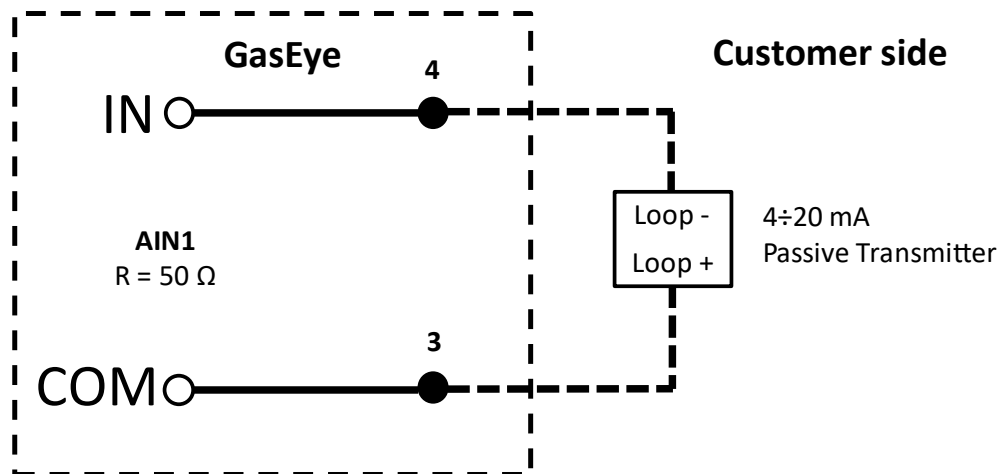 GasEye
Customer side
4
IN
Loop -
Loop +
4÷20 mA
Passive Transmitter
AIN1
R = 50 Ω
3
COM